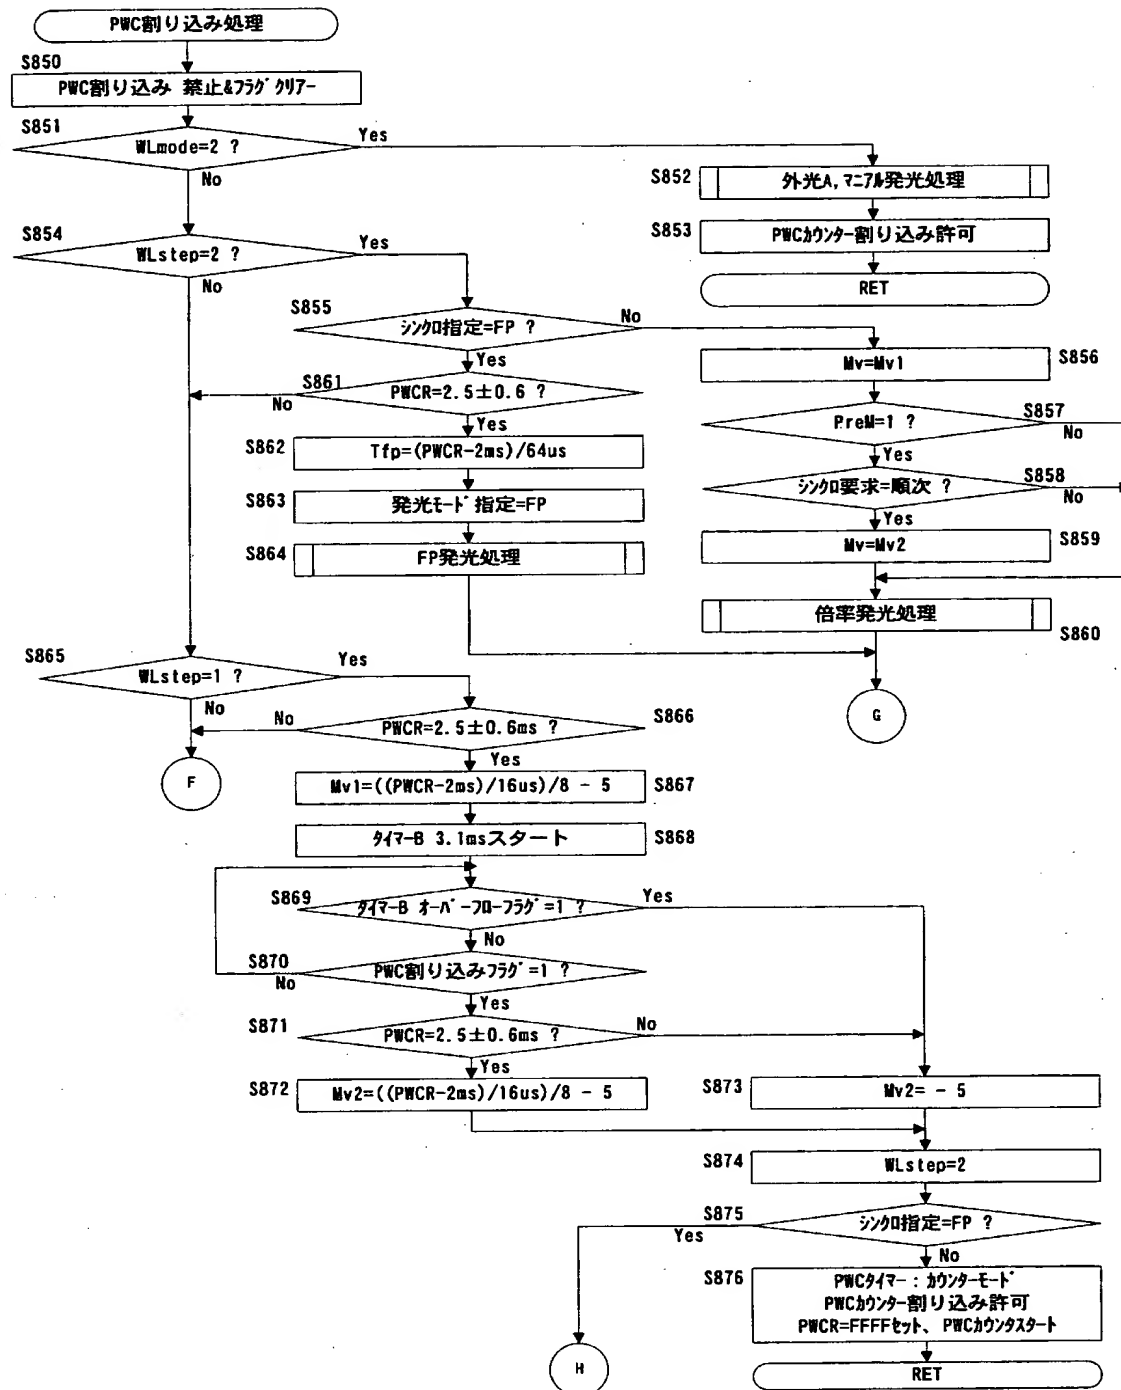 PWC割り込み処理
S850
PWC割り込み 禁止&ﾌﾗｸﾞｸﾘｱｰ
S851
WLmode=2 ?
Yes
No
S852
外光A,ﾏﾆｱﾙ発光処理
S853
PWCｶｳﾝﾀｰ割り込み許可
RET
S854
WLstep=2 ?
Yes
No
S855
ｼﾝｸﾛ指定=FP ?
No
Yes
Mv=Mv1
S856
S861
PWCR=2.5±0.6 ?
No
Yes
PreM=1 ?
S857
No
Yes
S862
Tfp=(PWCR-2ms)/64us
ｼﾝｸﾛ要求=順次 ?
S858
No
Yes
S863
発光ﾓｰﾄﾞ指定=FP
Mv=Mv2
S859
S864
FP発光処理
倍率発光処理
S860
G
S865
WLstep=1 ?
Yes
No
S866
PWCR=2.5±0.6ms ?
No
Yes
F
Mv1=((PWCR-2ms)/16us)/8 - 5
S867
ﾀｲﾏｰB 3.1msスタート
S868
S869
ﾀｲﾏｰB ｵｰﾊﾞｰﾌﾛｰﾌﾗｸﾞ=1 ?
Yes
No
S870
PWC割り込みﾌﾗｸﾞ=1 ?
No
Yes
S871
PWCR=2.5±0.6ms ?
No
Yes
S872
Mv2=((PWCR-2ms)/16us)/8 - 5
S873
Mv2= - 5
S874
WLstep=2
S875
ｼﾝｸﾛ指定=FP ?
Yes
No
S876
PWCﾀｲﾏｰ：ｶｳﾝﾀｰﾓｰﾄﾞ
PWCｶｳﾝﾀｰ割り込み許可
PWCR=FFFFｾｯﾄ、PWCｶｳﾝﾀｽﾀｰﾄ
H
RET